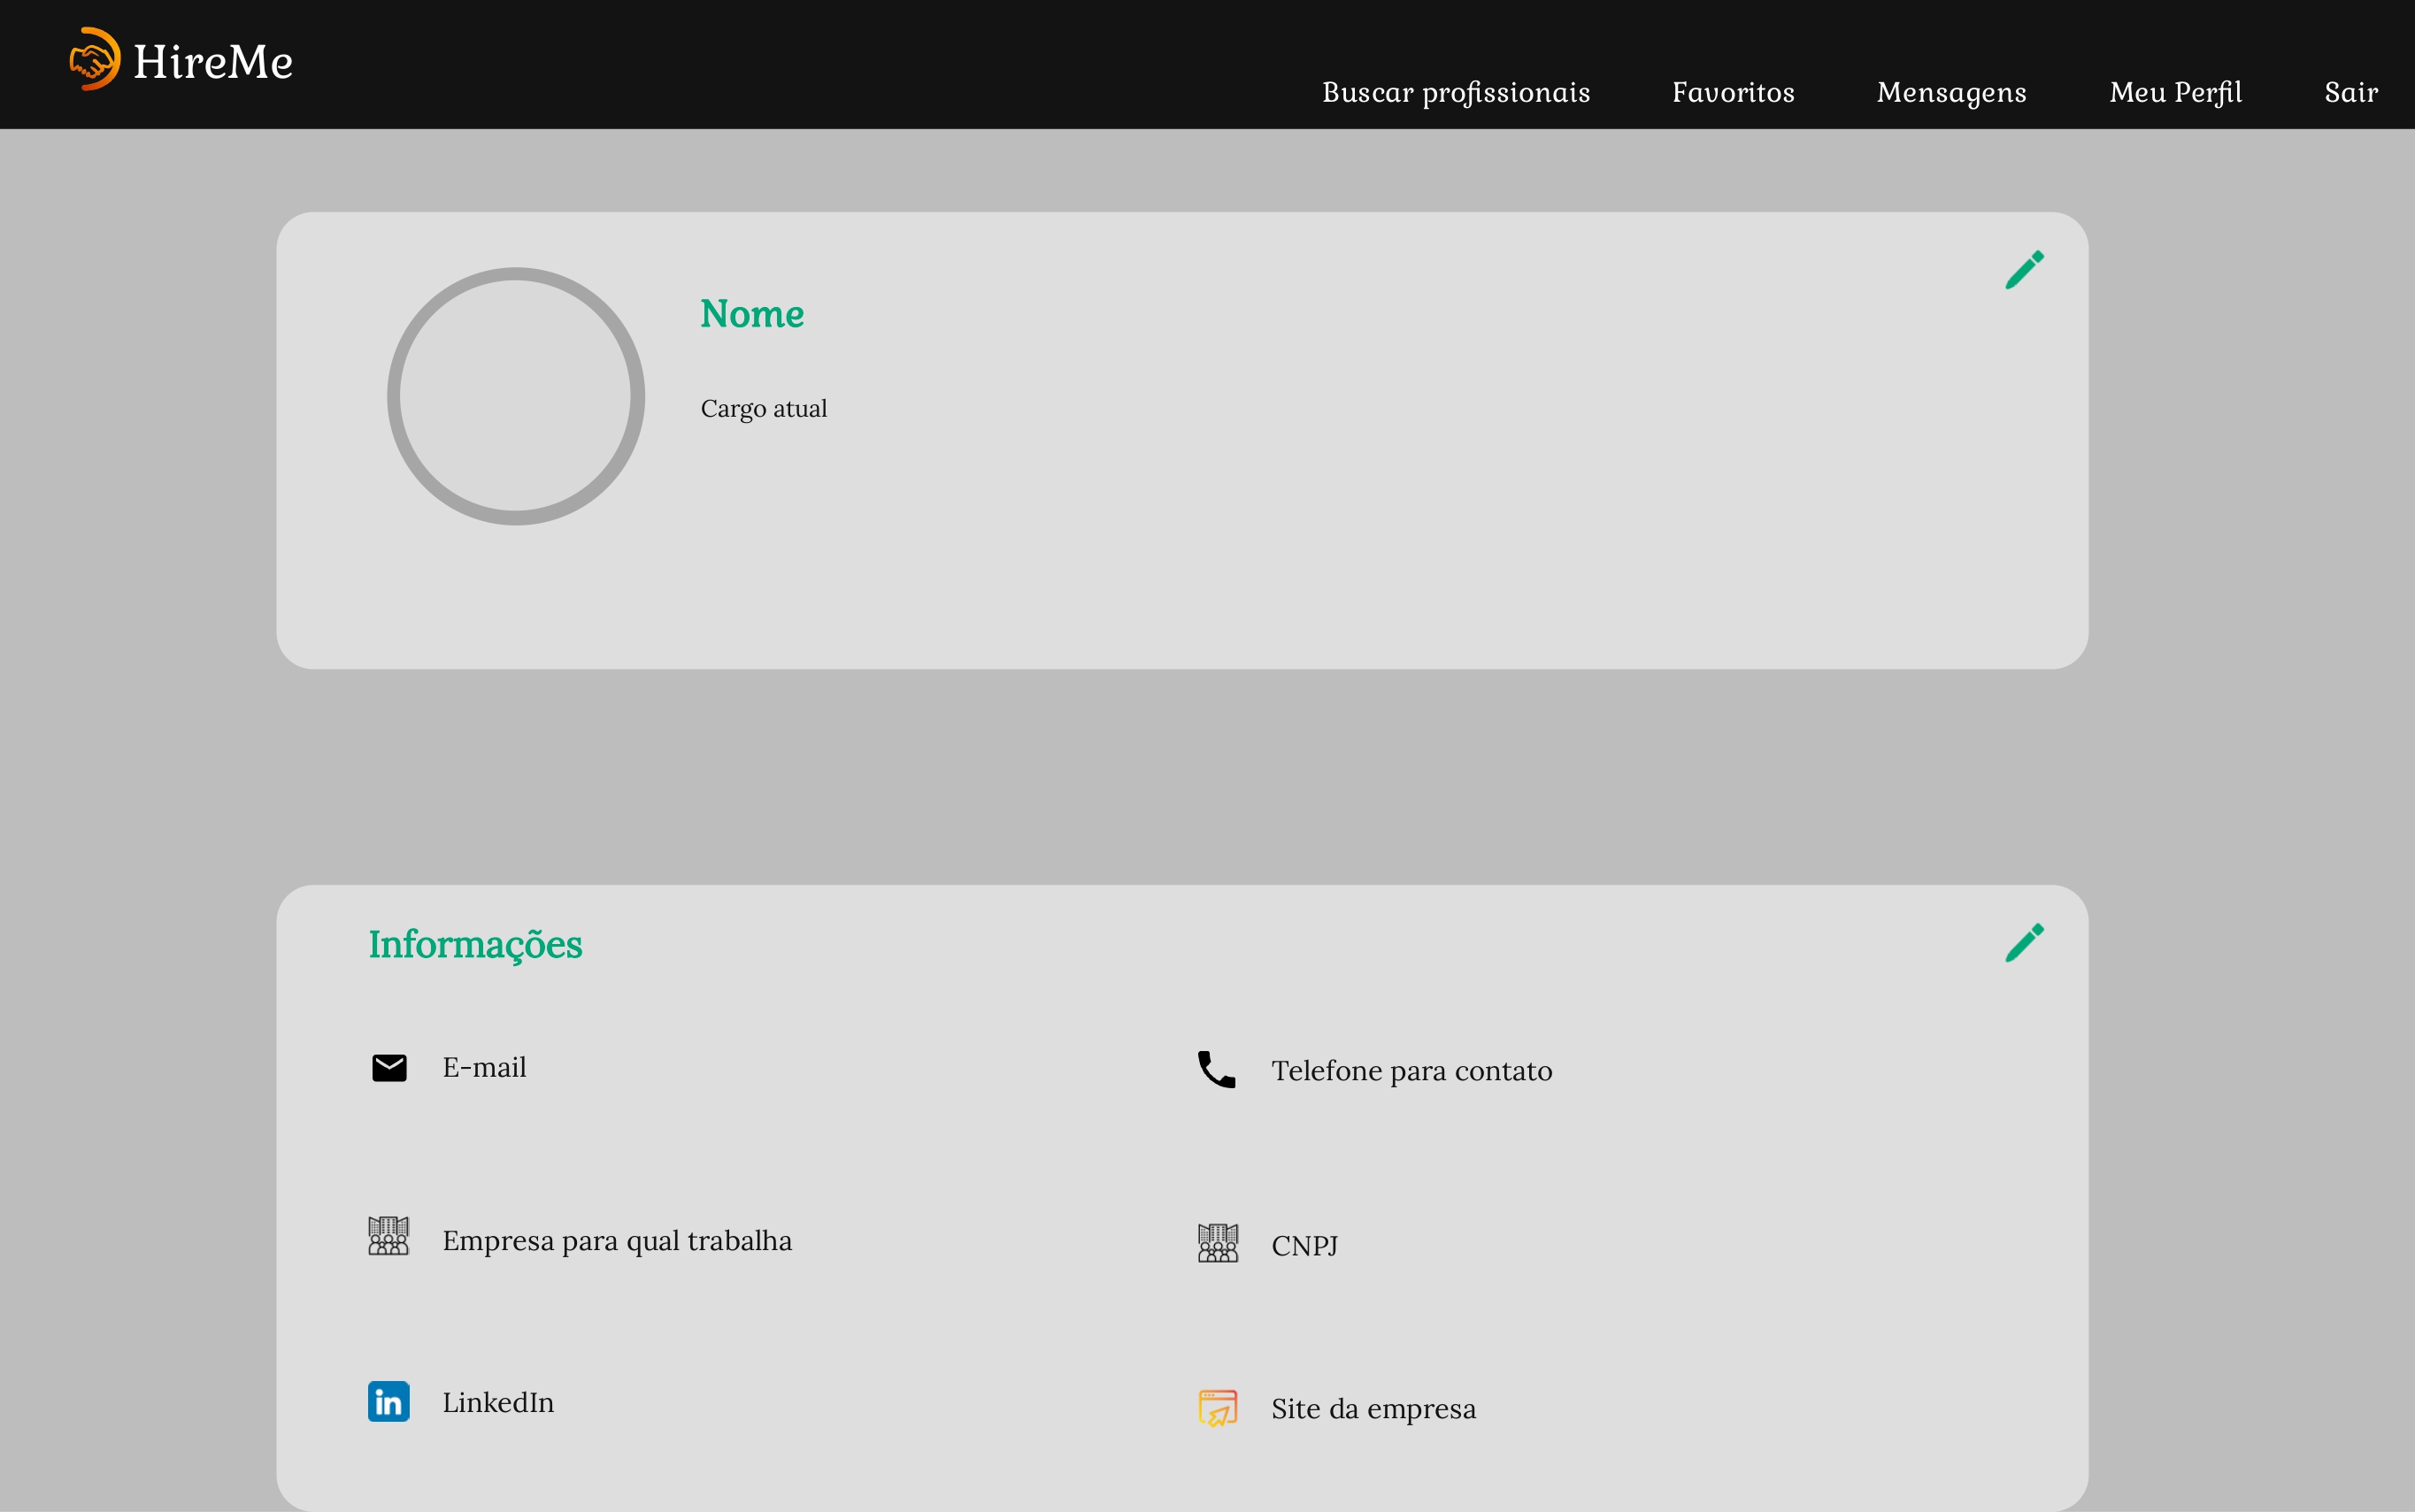 HireMe
Buscar profissionais
Favoritos
Mensagens
Meu Perfil
Sair
Nome
Cargo atual
Informações
E-mail
Telefone para contato
Empresa para qual trabalha
CNPJ
in
LinkedIn
Site da empresa